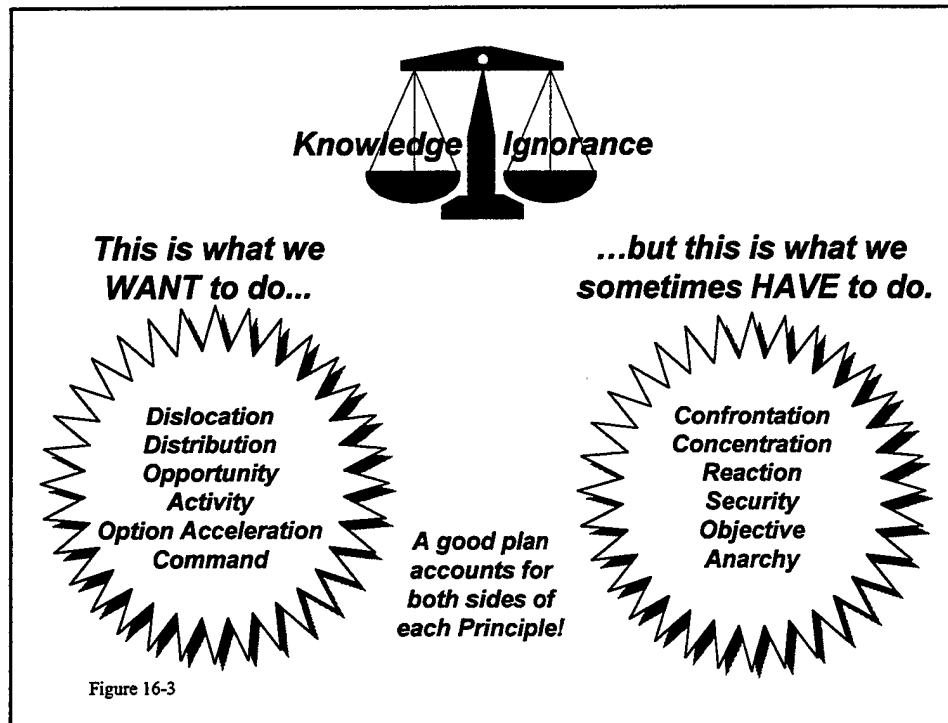 Knowledge Ignorance
This is what we
WANT to do...
...but this is what we
sometimes HAVE to do.
Dislocation
Distribution
Opportunity
Activity
Option Acceleration
Command
Confrontation
Concentration
Reaction
Security
Objective
Anarchy
A good plan
accounts for
both sides of
each Principle!
Figure 16-3